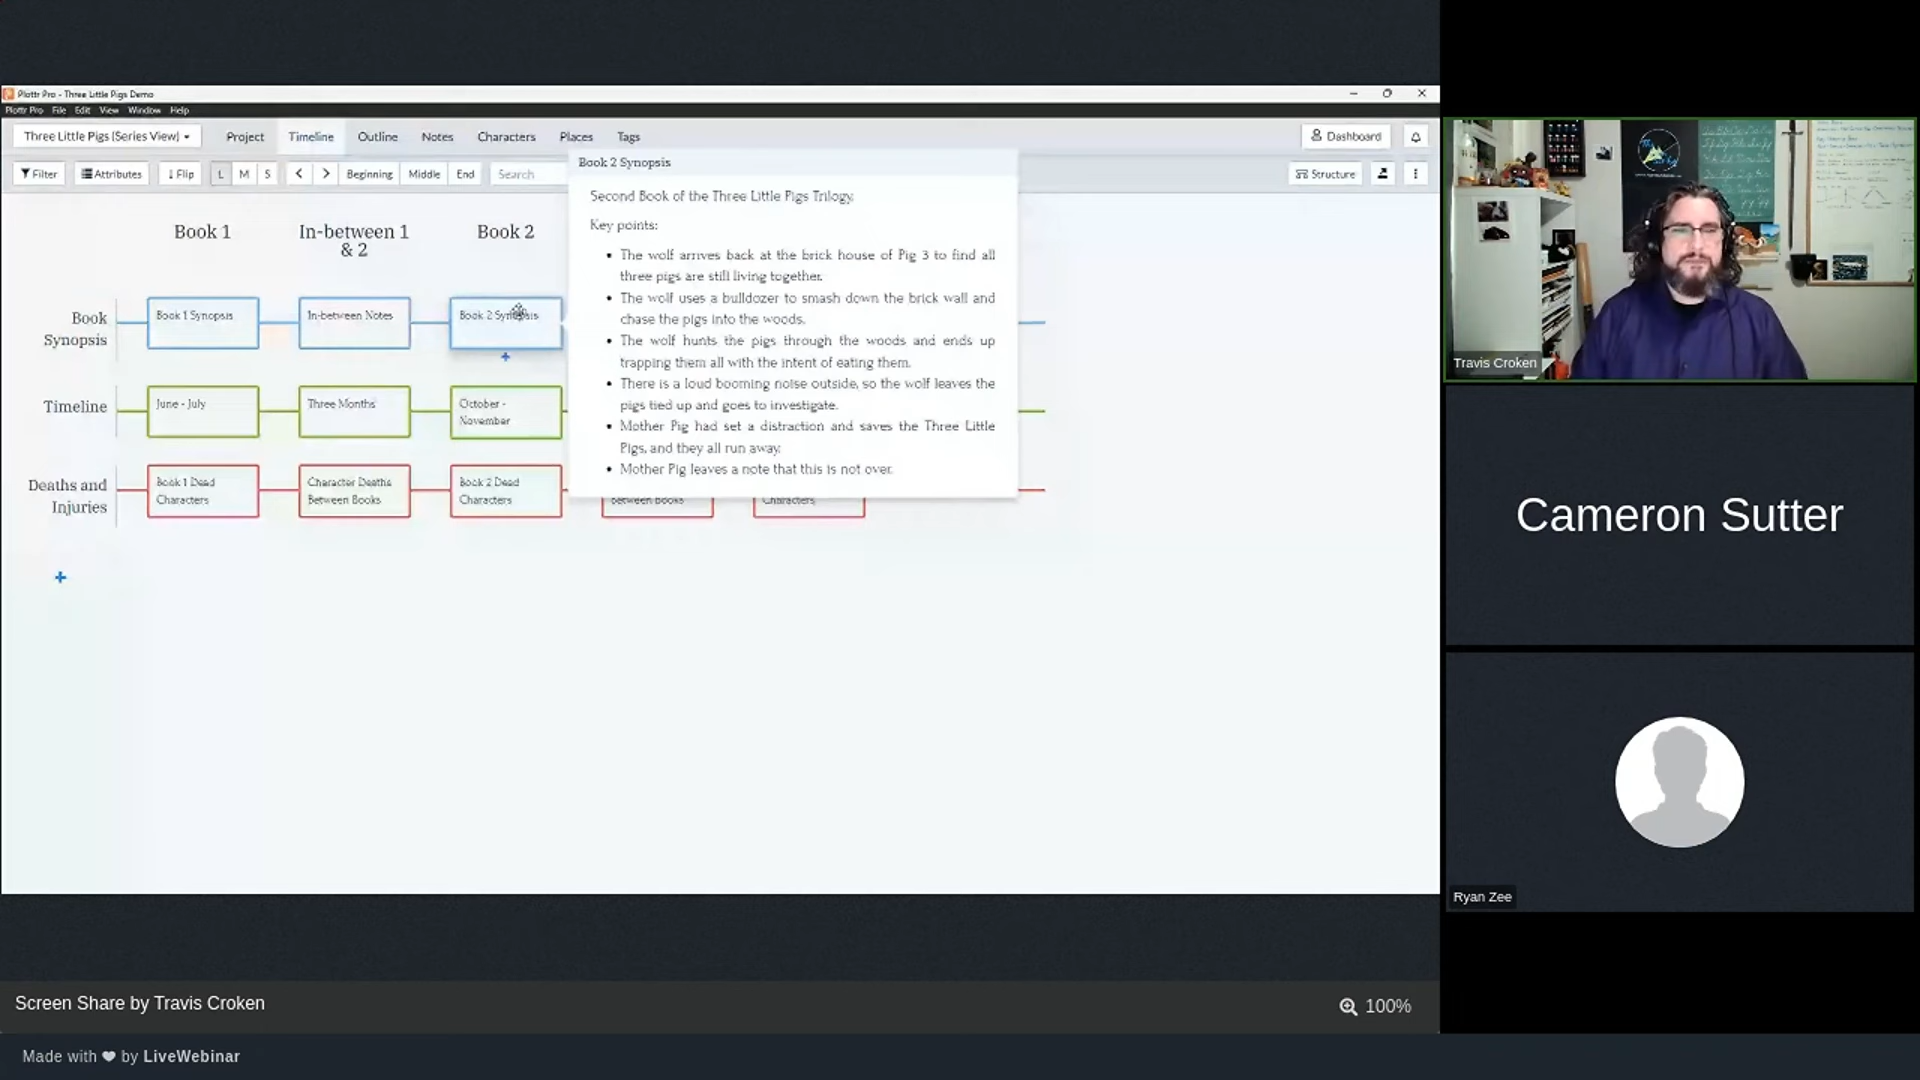 Plottr Pro - Three Little Pigs Demo
Plottr Pro File Edit View Window Help
Three Little Pigs (Series View) Project Timeline Outline Notes Characters Places Tags Dashboard
Filter Attributes Flip L M S Beginning Middle End Search Structure
Book 2 Synopsis
Second Book of the Three Little Pigs Trilogy.
Key points:
• The wolf arrives back at the brick house of Pig 3 to find all
three pigs are still living together.
• The wolf uses a bulldozer to smash down the brick wall and
chase the pigs into the woods.
• The wolf hunts the pigs through the woods and ends up
trapping them all with the intent of eating them.
• There is a loud booming noise outside, so the wolf leaves the
pigs tied up and goes to investigate.
• Mother Pig had set a distraction and saves the Three Little
Pigs, and they all run away.
• Mother Pig leaves a note that this is not over.
Book 1
In-between 1
& 2
Book 2
Book
Synopsis
Book 1 Synopsis
In-between Notes
Book 2 Synopsis
Timeline
June - July
Three Months
October -
November
Deaths and
Injuries
Book 1 Dead
Characters
Character Deaths
Between Books
Book 2 Dead
Characters
Between Books
Characters
Travis Croken
Cameron Sutter
Ryan Zee
Screen Share by Travis Croken
100%
Made with ❤ by LiveWebinar